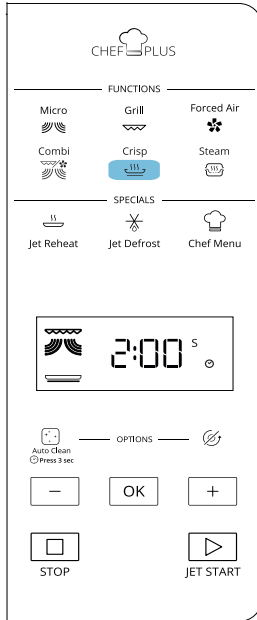 CHEF PLUS
FUNCTIONS
Micro Grill Forced Air
Combi Crisp Steam
SPECIALS
Jet Reheat Jet Defrost Chef Menu
2:00 S
OPTIONS
Auto Clean
Press 3 sec
− OK +
STOP JET START